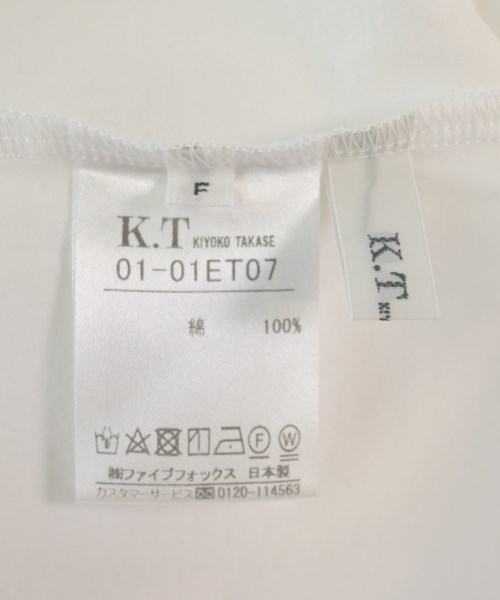 F
K.T KIYOKO TAKASE
01-01ET07
綿 100%
F W
㈱ファイブフォックス 日本製
カスタマーサービス 0120-114563
K.T
KIY